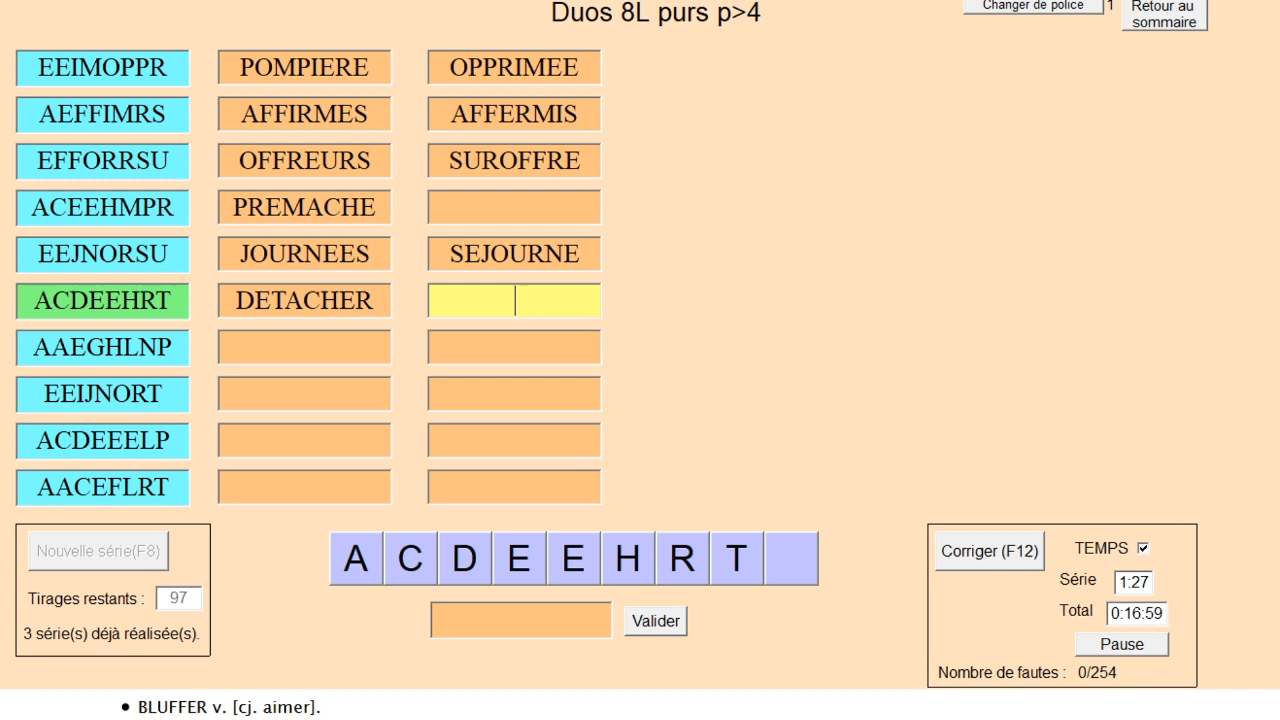 Duos 8L purs p>4
Changer de police 1 Retour au sommaire
EEIMOPPR POMPIERE OPPRIMEE
AEFFIMRS AFFIRMES AFFERMIS
EFFORRSU OFFREURS SUROFFRE
ACEEHMPR PREMACHE
EEJNORSU JOURNEES SEJOURNE
ACDEEHRT DETACHER
AAEGHLNP
EEIJNORT
ACDEEELP
AACEFLRT
Nouvelle série(F8)
Tirages restants : 97
3 série(s) déjà réalisée(s).
A C D E E H R T
Valider
Corriger (F12) TEMPS
Série 1:27
Total 0:16:59
Pause
Nombre de fautes : 0/254
• BLUFFER v. [cj. aimer].